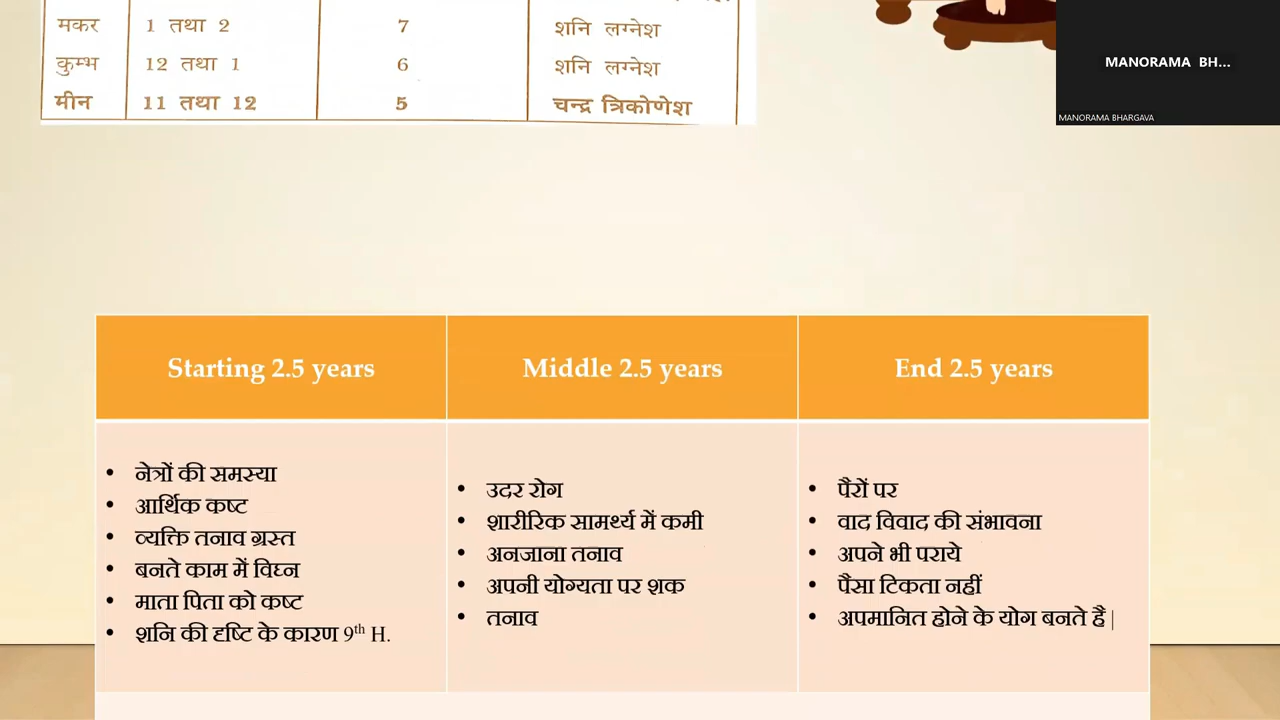 मकर 1 तथा 2 7 शनि लग्नेश
कुम्भ 12 तथा 1 6 शनि लग्नेश
मीन 11 तथा 12 5 चन्द्र त्रिकोणेश
MANORAMA BH...
MANORAMA BHARGAVA
Starting 2.5 years
Middle 2.5 years
End 2.5 years
• नेत्रों की समस्या
• आर्थिक कष्ट
• व्यक्ति तनाव ग्रस्त
• बनते काम में विघ्न
• माता पिता को कष्ट
• शनि की दृष्टि के कारण 9th H.
• उदर रोग
• शारीरिक सामर्थ्य में कमी
• अनजाना तनाव
• अपनी योग्यता पर शक
• तनाव
• पैरों पर
• वाद विवाद की संभावना
• अपने भी पराये
• पैसा टिकता नहीं
• अपमानित होने के योग बनते है |